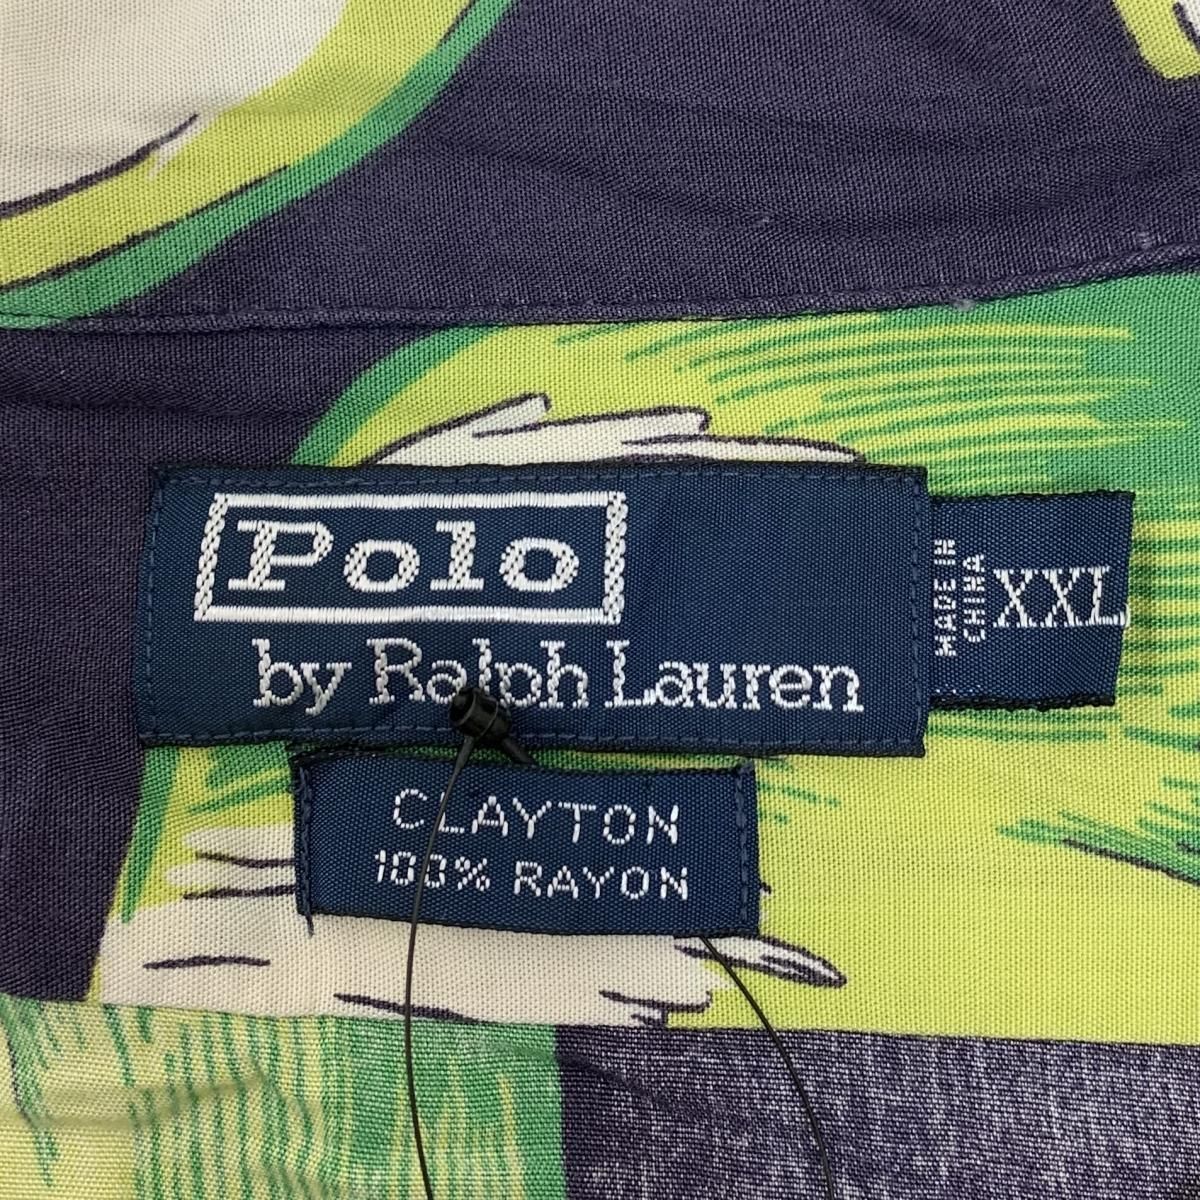 Polo
by Ralph Lauren
MADE IN
CHINA
XXL
CLAYTON
100% RAYON